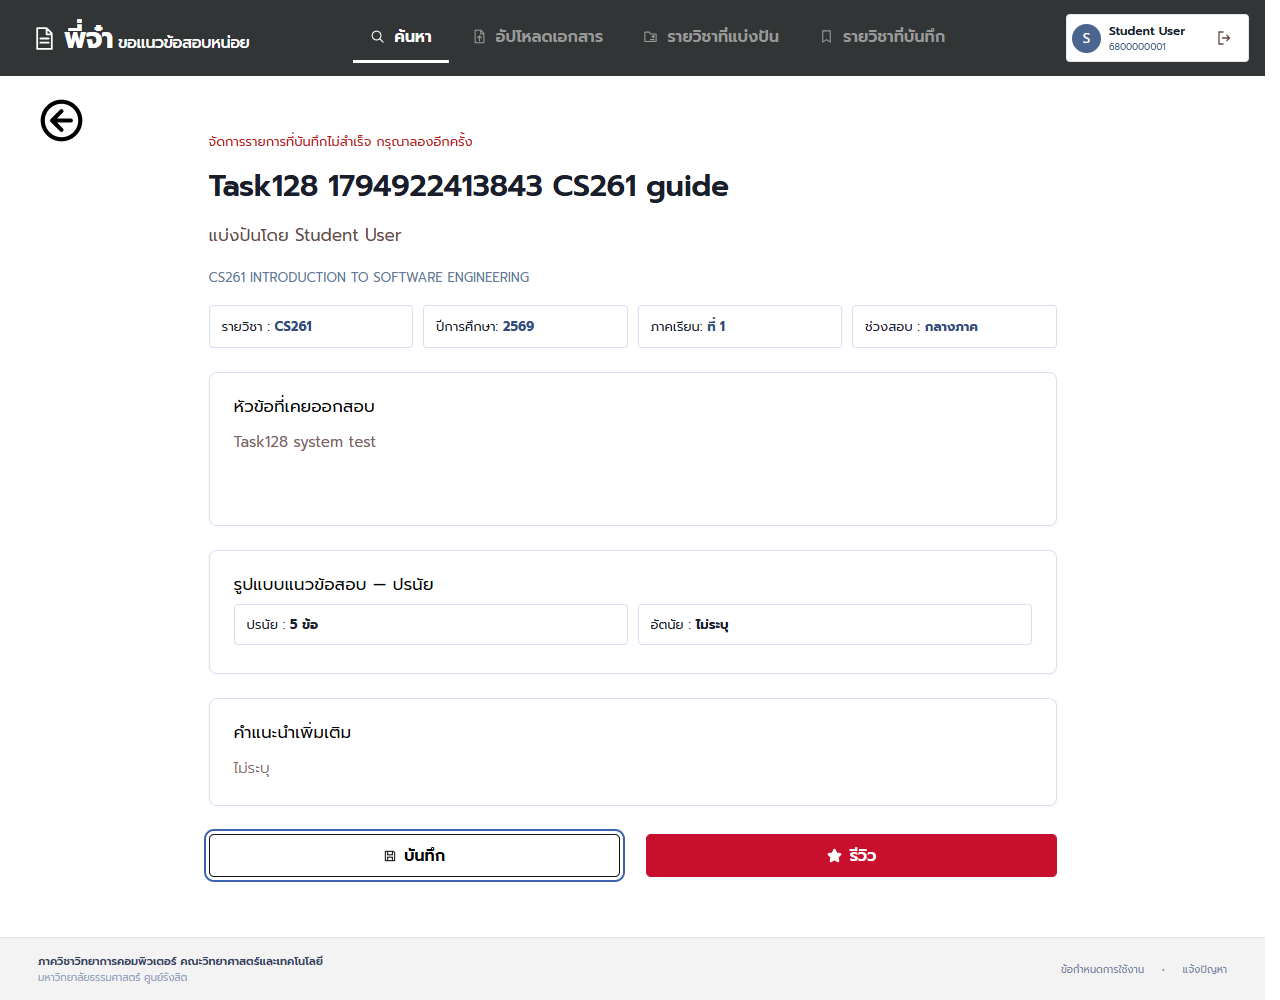 พี่จ๋า ขอแนวข้อสอบหน่อย
ค้นหา
อัปโหลดเอกสาร
รายวิชาที่แบ่งปัน
รายวิชาที่บันทึก
S
Student User
6800000001
จัดการรายการที่บันทึกไม่สำเร็จ กรุณาลองอีกครั้ง
Task128 1794922413843 CS261 guide
แบ่งปันโดย Student User
CS261 INTRODUCTION TO SOFTWARE ENGINEERING
รายวิชา : CS261
ปีการศึกษา: 2569
ภาคเรียน: ที่ 1
ช่วงสอบ : กลางภาค
หัวข้อที่เคยออกสอบ
Task128 system test
รูปแบบแนวข้อสอบ — ปรนัย
ปรนัย : 5 ข้อ
อัตนัย : ไม่ระบุ
คำแนะนำเพิ่มเติม
ไม่ระบุ
บันทึก
รีวิว
ภาควิชาวิทยาการคอมพิวเตอร์ คณะวิทยาศาสตร์และเทคโนโลยี
มหาวิทยาลัยธรรมศาสตร์ ศูนย์รังสิต
ข้อกำหนดการใช้งาน • แจ้งปัญหา